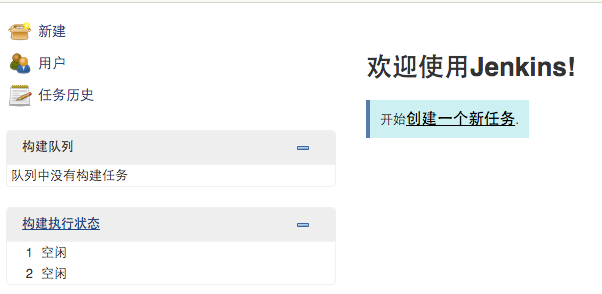 新建
用户
任务历史
构建队列
队列中没有构建任务
构建执行状态
1 空闲
2 空闲
欢迎使用Jenkins!
开始创建一个新任务.